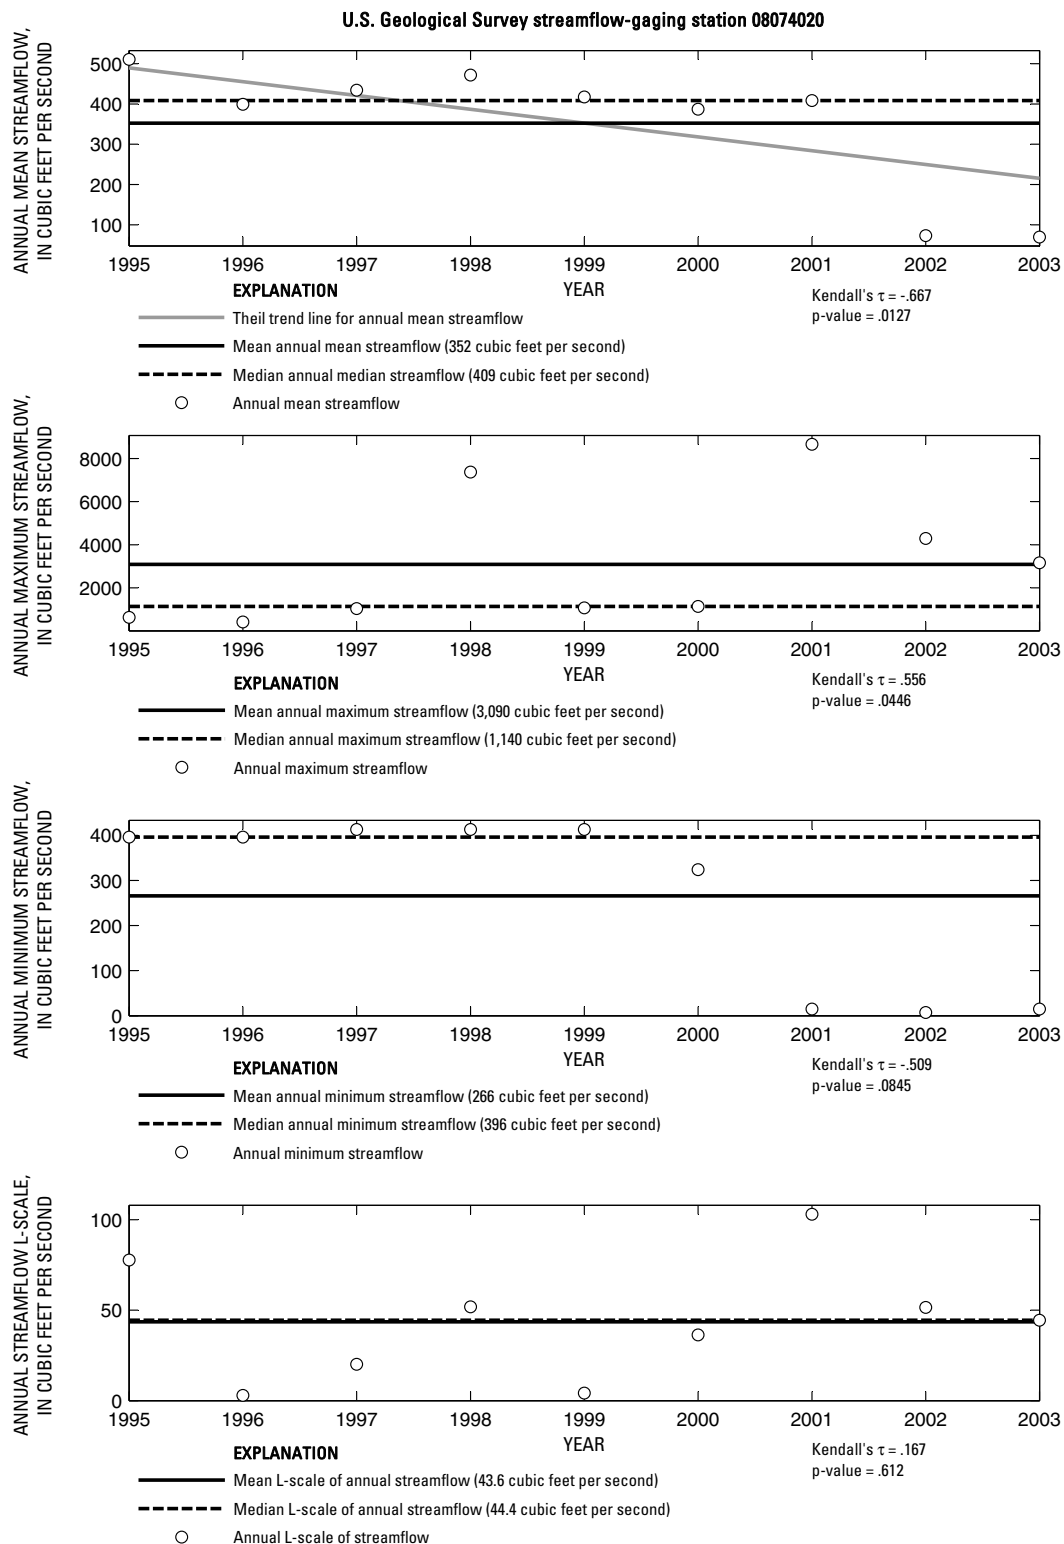 U.S. Geological Survey streamflow-gaging station 08074020
ANNUAL MEAN STREAMFLOW,
IN CUBIC FEET PER SECOND
500
400
300
200
100
1995 1996 1997 1998 1999 2000 2001 2002 2003
YEAR
EXPLANATION
Theil trend line for annual mean streamflow
Mean annual mean streamflow (352 cubic feet per second)
Median annual median streamflow (409 cubic feet per second)
Annual mean streamflow
Kendall's τ = -.667
p-value = .0127
ANNUAL MAXIMUM STREAMFLOW,
IN CUBIC FEET PER SECOND
8000
6000
4000
2000
1995 1996 1997 1998 1999 2000 2001 2002 2003
YEAR
EXPLANATION
Mean annual maximum streamflow (3,090 cubic feet per second)
Median annual maximum streamflow (1,140 cubic feet per second)
Annual maximum streamflow
Kendall's τ = .556
p-value = .0446
ANNUAL MINIMUM STREAMFLOW,
IN CUBIC FEET PER SECOND
400
300
200
100
0
1995 1996 1997 1998 1999 2000 2001 2002 2003
YEAR
EXPLANATION
Mean annual minimum streamflow (266 cubic feet per second)
Median annual minimum streamflow (396 cubic feet per second)
Annual minimum streamflow
Kendall's τ = -.509
p-value = .0845
ANNUAL STREAMFLOW L-SCALE,
IN CUBIC FEET PER SECOND
100
50
0
1995 1996 1997 1998 1999 2000 2001 2002 2003
YEAR
EXPLANATION
Mean L-scale of annual streamflow (43.6 cubic feet per second)
Median L-scale of annual streamflow (44.4 cubic feet per second)
Annual L-scale of streamflow
Kendall's τ = .167
p-value = .612